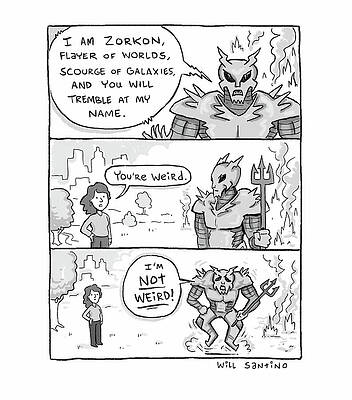 I AM ZORKON,
FLAYER OF WORLDS,
SCOURGE OF GALAXIES,
AND YOU WILL
TREMBLE AT MY
NAME.
You're weird.
I'M
NOT
WEIRD!
WILL SANTINO